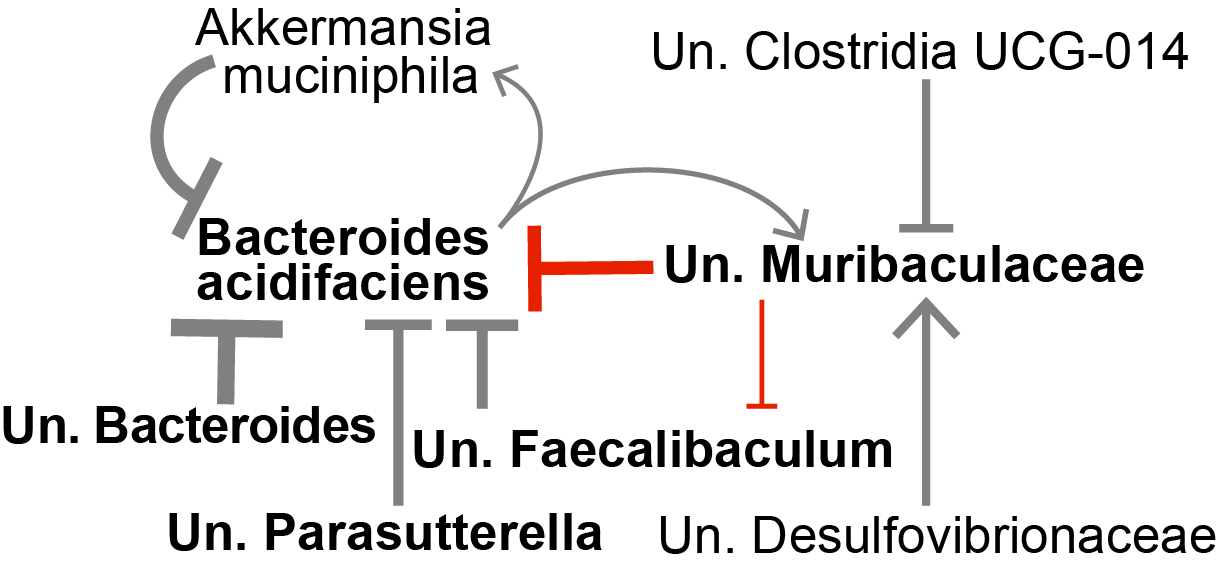 Akkermansia
muciniphila
Un. Clostridia UCG-014
Bacteroides
acidifaciens
Un. Muribaculaceae
Un. Bacteroides
Un. Faecalibaculum
Un. Parasutterella
Un. Desulfovibrionaceae